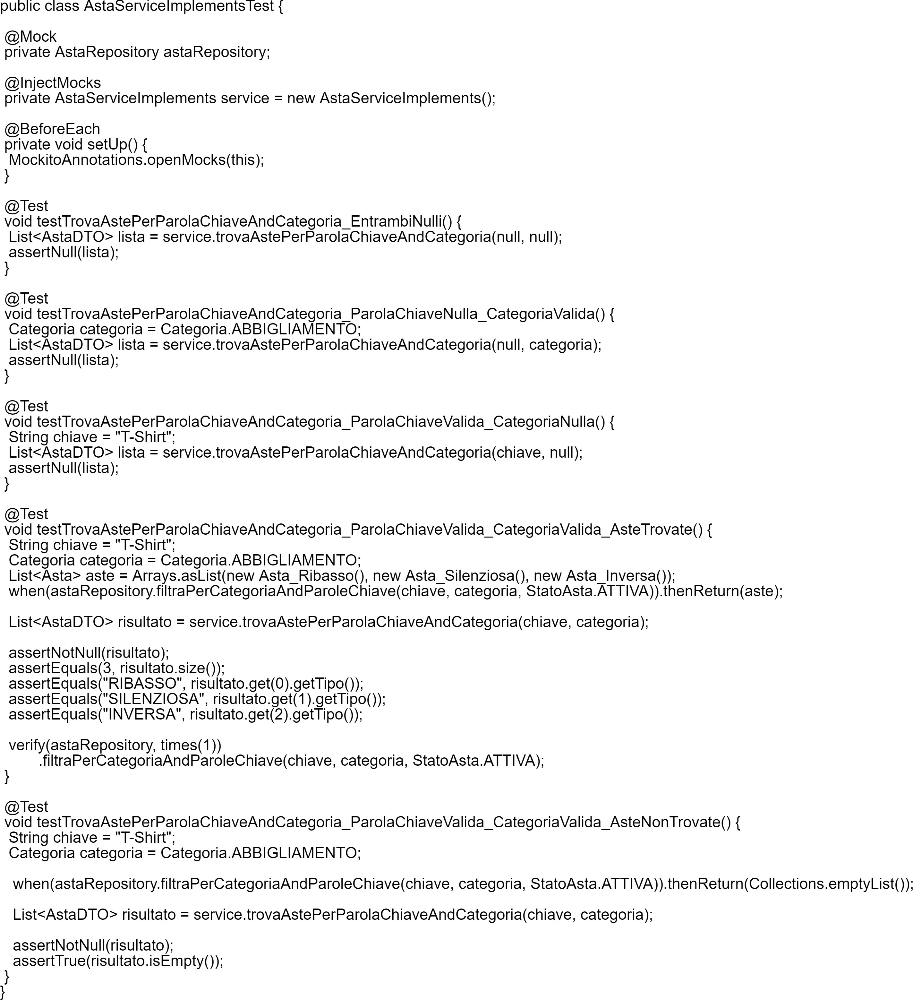 public class AstaServiceImplementsTest {
@Mock
private AstaRepository astaRepository;
@InjectMocks
private AstaServiceImplements service = new AstaServiceImplements();
@BeforeEach
private void setUp() {
MockitoAnnotations.openMocks(this);
}
@Test
void testTrovaAstePerParolaChiaveAndCategoria_EntrambiNulli() {
List<AstaDTO> lista = service.trovaAstePerParolaChiaveAndCategoria(null, null);
assertNull(lista);
}
@Test
void testTrovaAstePerParolaChiaveAndCategoria_ParolaChiaveNulla_CategoriaValida() {
Categoria categoria = Categoria.ABBIGLIAMENTO;
List<AstaDTO> lista = service.trovaAstePerParolaChiaveAndCategoria(null, categoria);
assertNull(lista);
}
@Test
void testTrovaAstePerParolaChiaveAndCategoria_ParolaChiaveValida_CategoriaNulla() {
String chiave = "T-Shirt";
List<AstaDTO> lista = service.trovaAstePerParolaChiaveAndCategoria(chiave, null);
assertNull(lista);
}
@Test
void testTrovaAstePerParolaChiaveAndCategoria_ParolaChiaveValida_CategoriaValida_AsteTrovate() {
String chiave = "T-Shirt";
Categoria categoria = Categoria.ABBIGLIAMENTO;
List<Asta> aste = Arrays.asList(new Asta_Ribasso(), new Asta_Silenziosa(), new Asta_Inversa());
when(astaRepository.filtraPerCategoriaAndParoleChiave(chiave, categoria, StatoAsta.ATTIVA)).thenReturn(aste);
List<AstaDTO> risultato = service.trovaAstePerParolaChiaveAndCategoria(chiave, categoria);
assertNotNull(risultato);
assertEquals(3, risultato.size());
assertEquals("RIBASSO", risultato.get(0).getTipo());
assertEquals("SILENZIOSA", risultato.get(1).getTipo());
assertEquals("INVERSA", risultato.get(2).getTipo());
verify(astaRepository, times(1))
.filtraPerCategoriaAndParoleChiave(chiave, categoria, StatoAsta.ATTIVA);
}
@Test
void testTrovaAstePerParolaChiaveAndCategoria_ParolaChiaveValida_CategoriaValida_AsteNonTrovate() {
String chiave = "T-Shirt";
Categoria categoria = Categoria.ABBIGLIAMENTO;
when(astaRepository.filtraPerCategoriaAndParoleChiave(chiave, categoria, StatoAsta.ATTIVA)).thenReturn(Collections.emptyList());
List<AstaDTO> risultato = service.trovaAstePerParolaChiaveAndCategoria(chiave, categoria);
assertNotNull(risultato);
assertTrue(risultato.isEmpty());
}
}